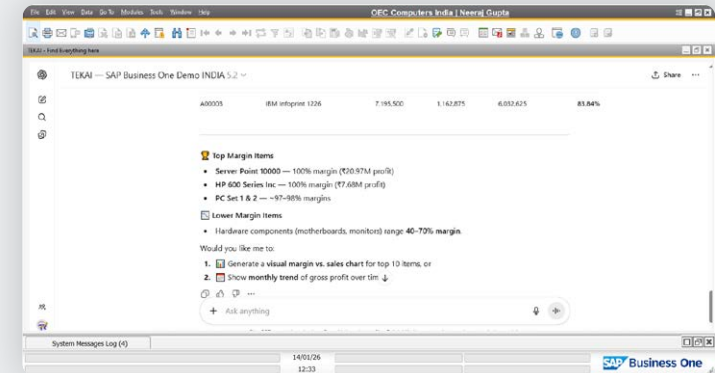 File Edit View Data Go To Modules Tools Window Help
OEC Computers India | Neeraj Gupta
TEKAI - Find Everything here
TEKAI — SAP Business One Demo INDIA 5.2
Share
A00005 IBM Infoprint 1226 7,195,500 1,162,875 6,032,625 83.84%
Top Margin Items
Server Point 10000 — 100% margin (₹20.97M profit)
HP 600 Series Inc — 100% margin (₹7.68M profit)
PC Set 1 & 2 — ~97–98% margins
Lower Margin Items
Hardware components (motherboards, monitors) range 40–70% margin.
Would you like me to:
1. Generate a visual margin vs. sales chart for top 10 items, or
2. Show monthly trend of gross profit over tim
Ask anything
System Messages Log (4)
14/01/26
12:33
SAP Business One